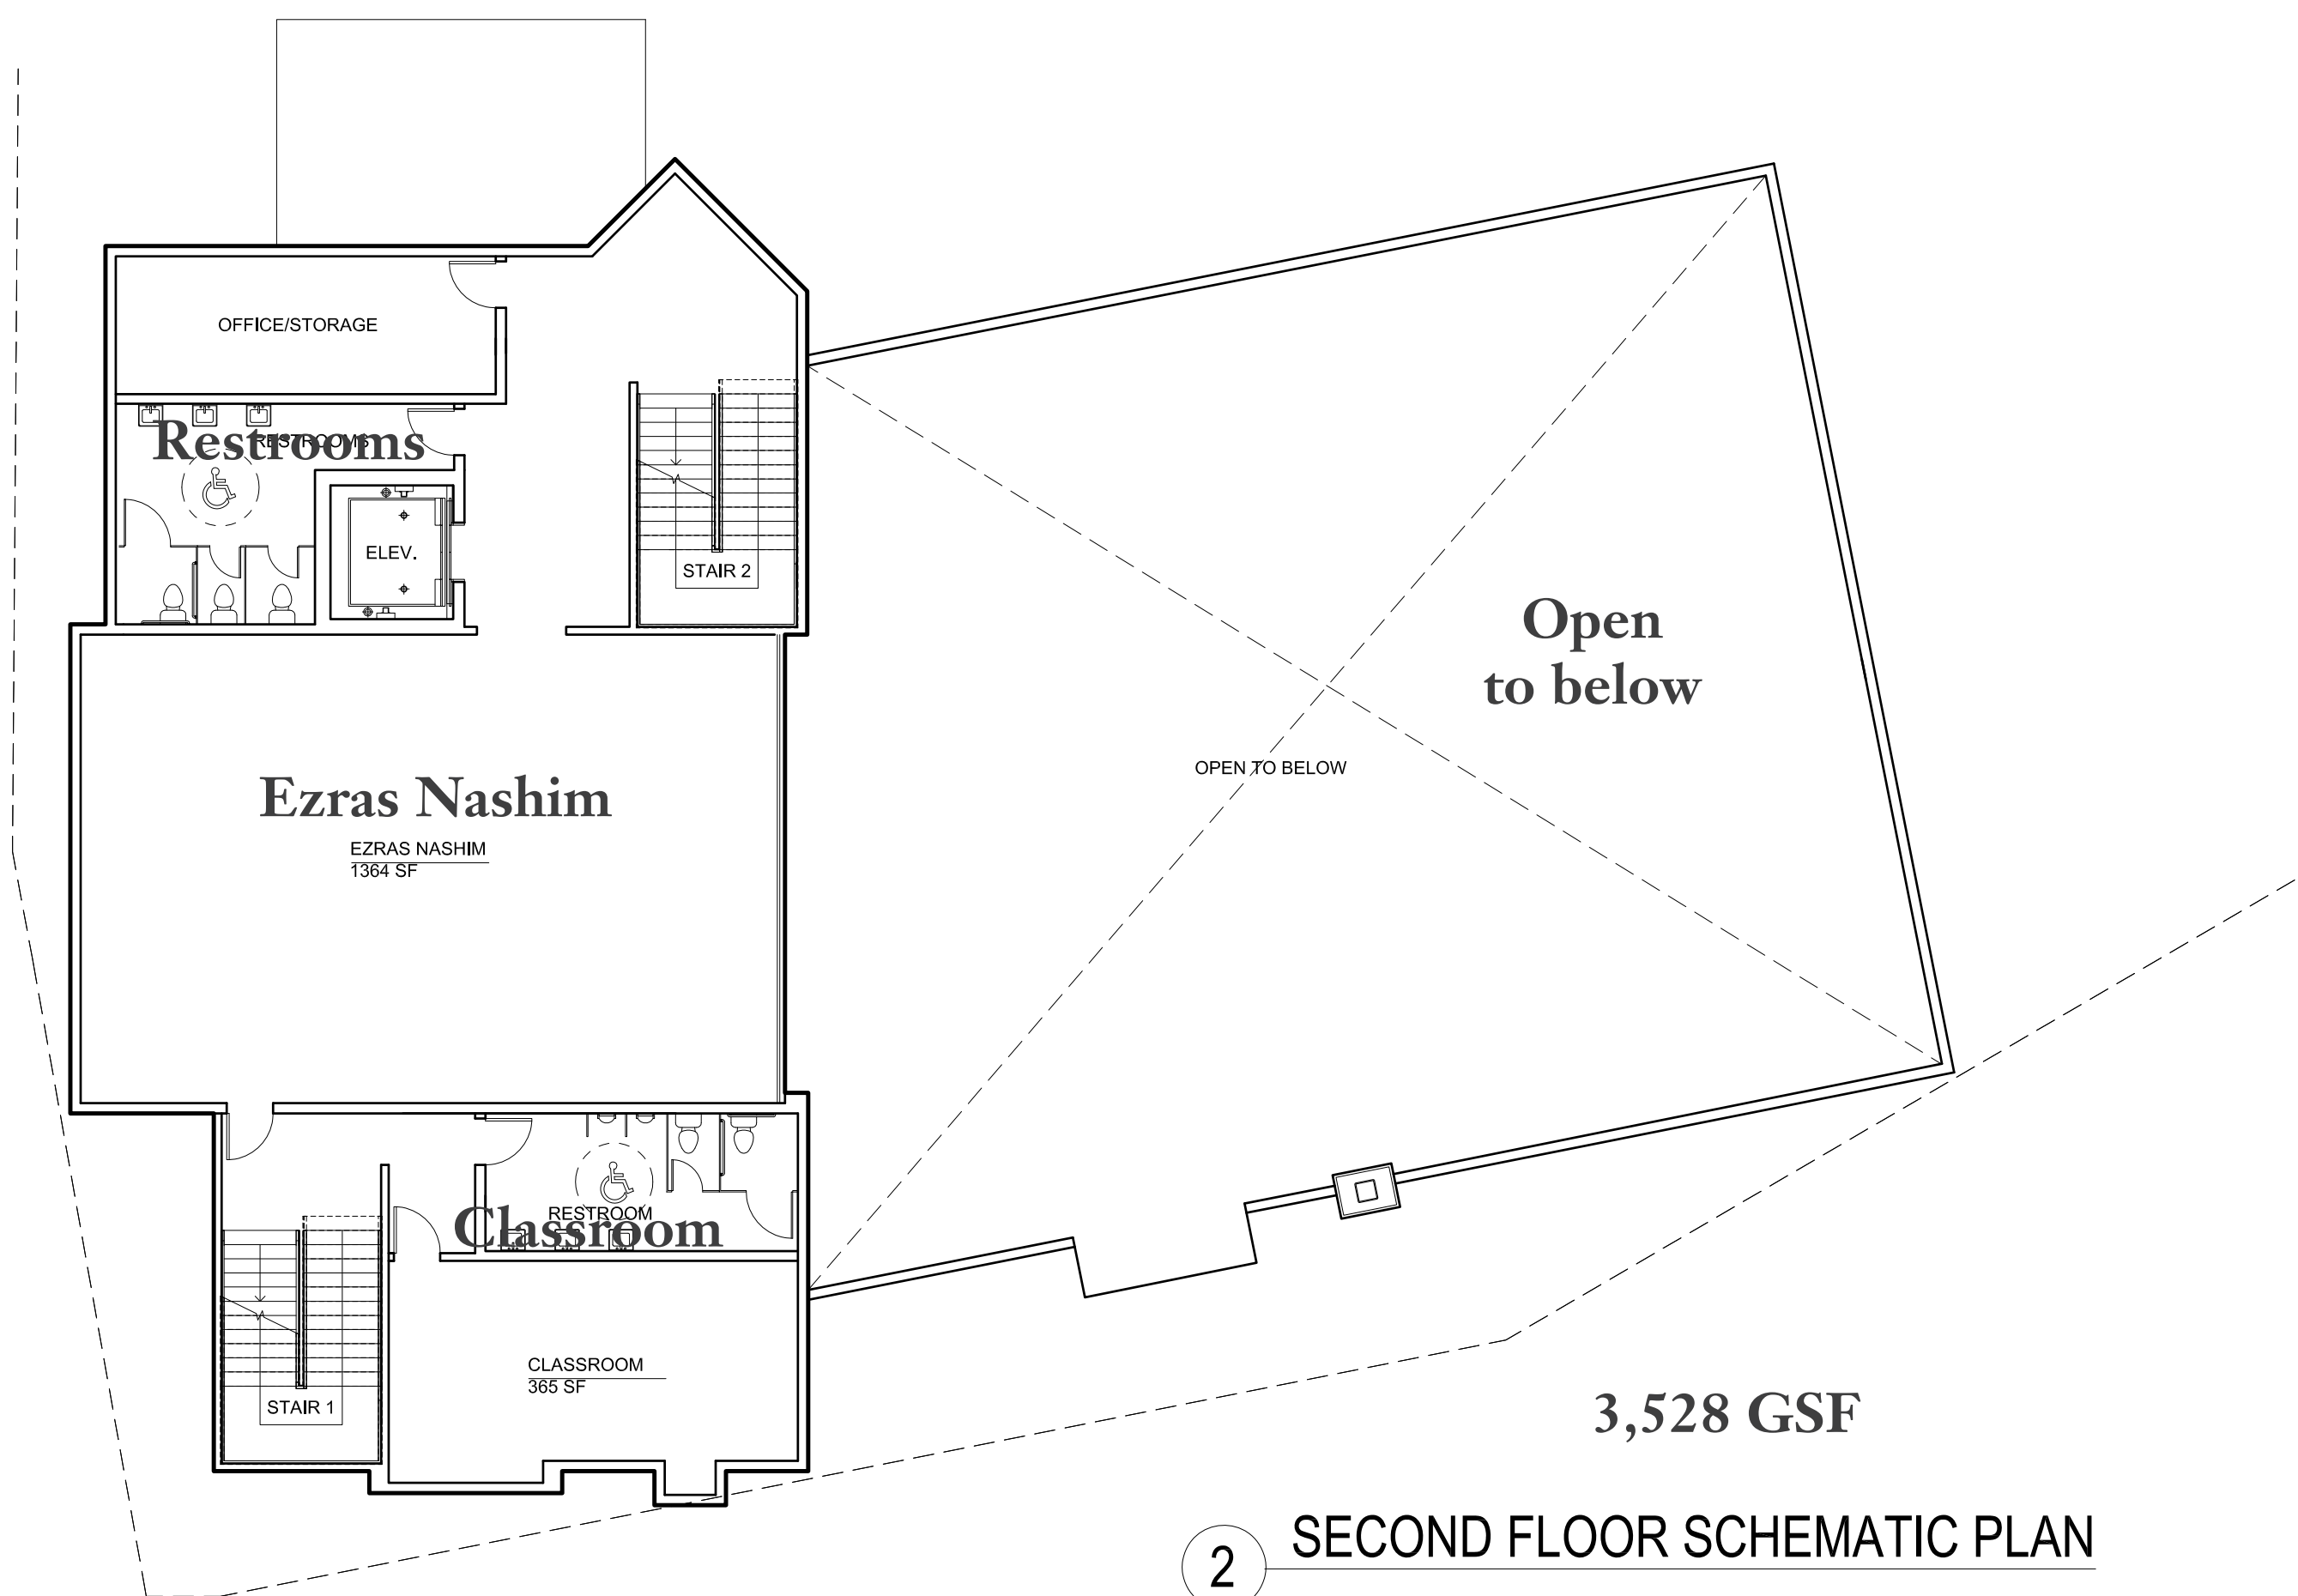 OFFICE/STORAGE
Restrooms
RESTROOMS
ELEV.
STAIR 2
Open
to below
OPEN TO BELOW
Ezras Nashim
EZRAS NASHIM
1364 SF
RESTROOM
Classroom
CLASSROOM
365 SF
STAIR 1
3,528 GSF
2 SECOND FLOOR SCHEMATIC PLAN